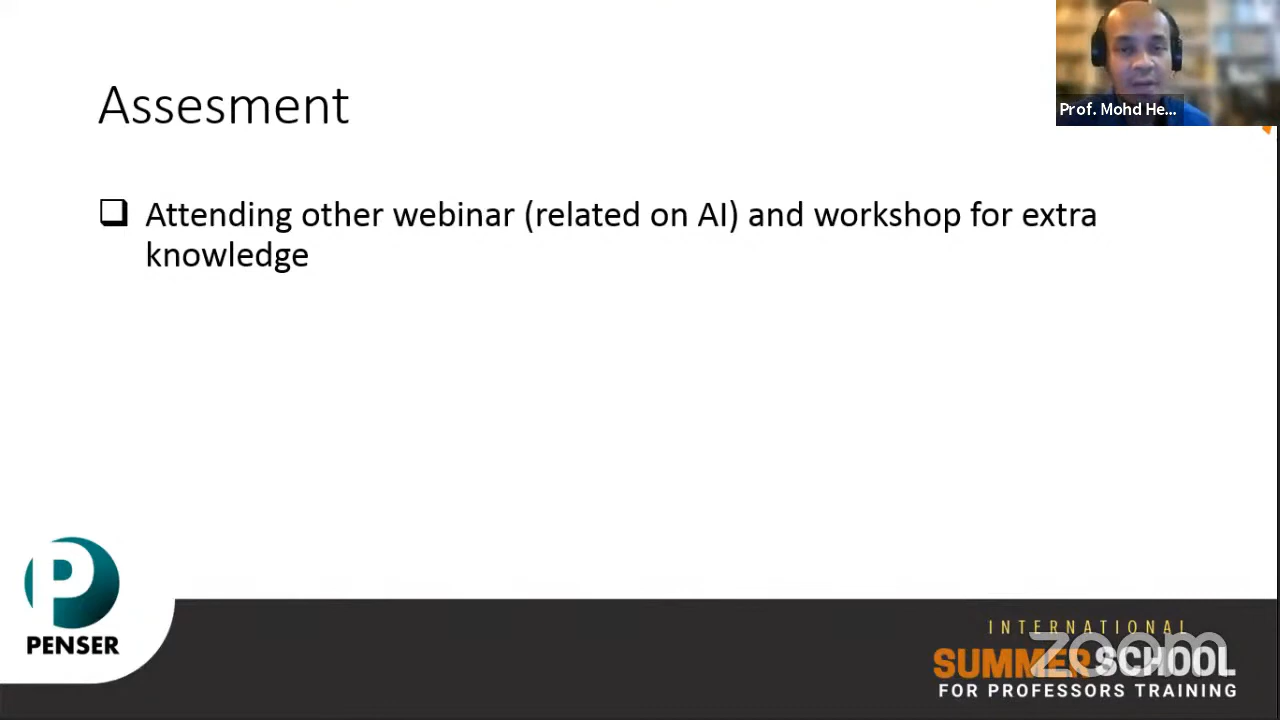 Assesment
Prof. Mohd He...
❑ Attending other webinar (related on AI) and workshop for extra
knowledge
P
PENSER
INTERNATIONAL
SUMMER SCHOOL
zoom
FOR PROFESSORS TRAINING